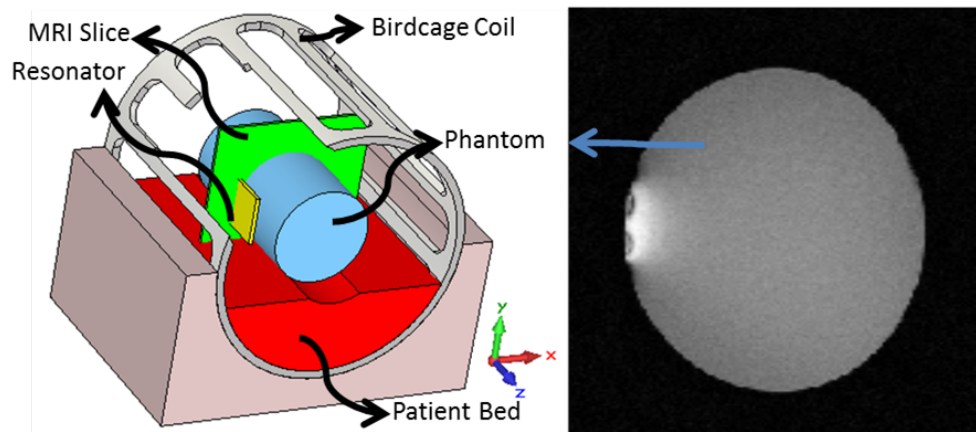 MRI Slice
Birdcage Coil
Resonator
Phantom
Y
X
Z
Patient Bed